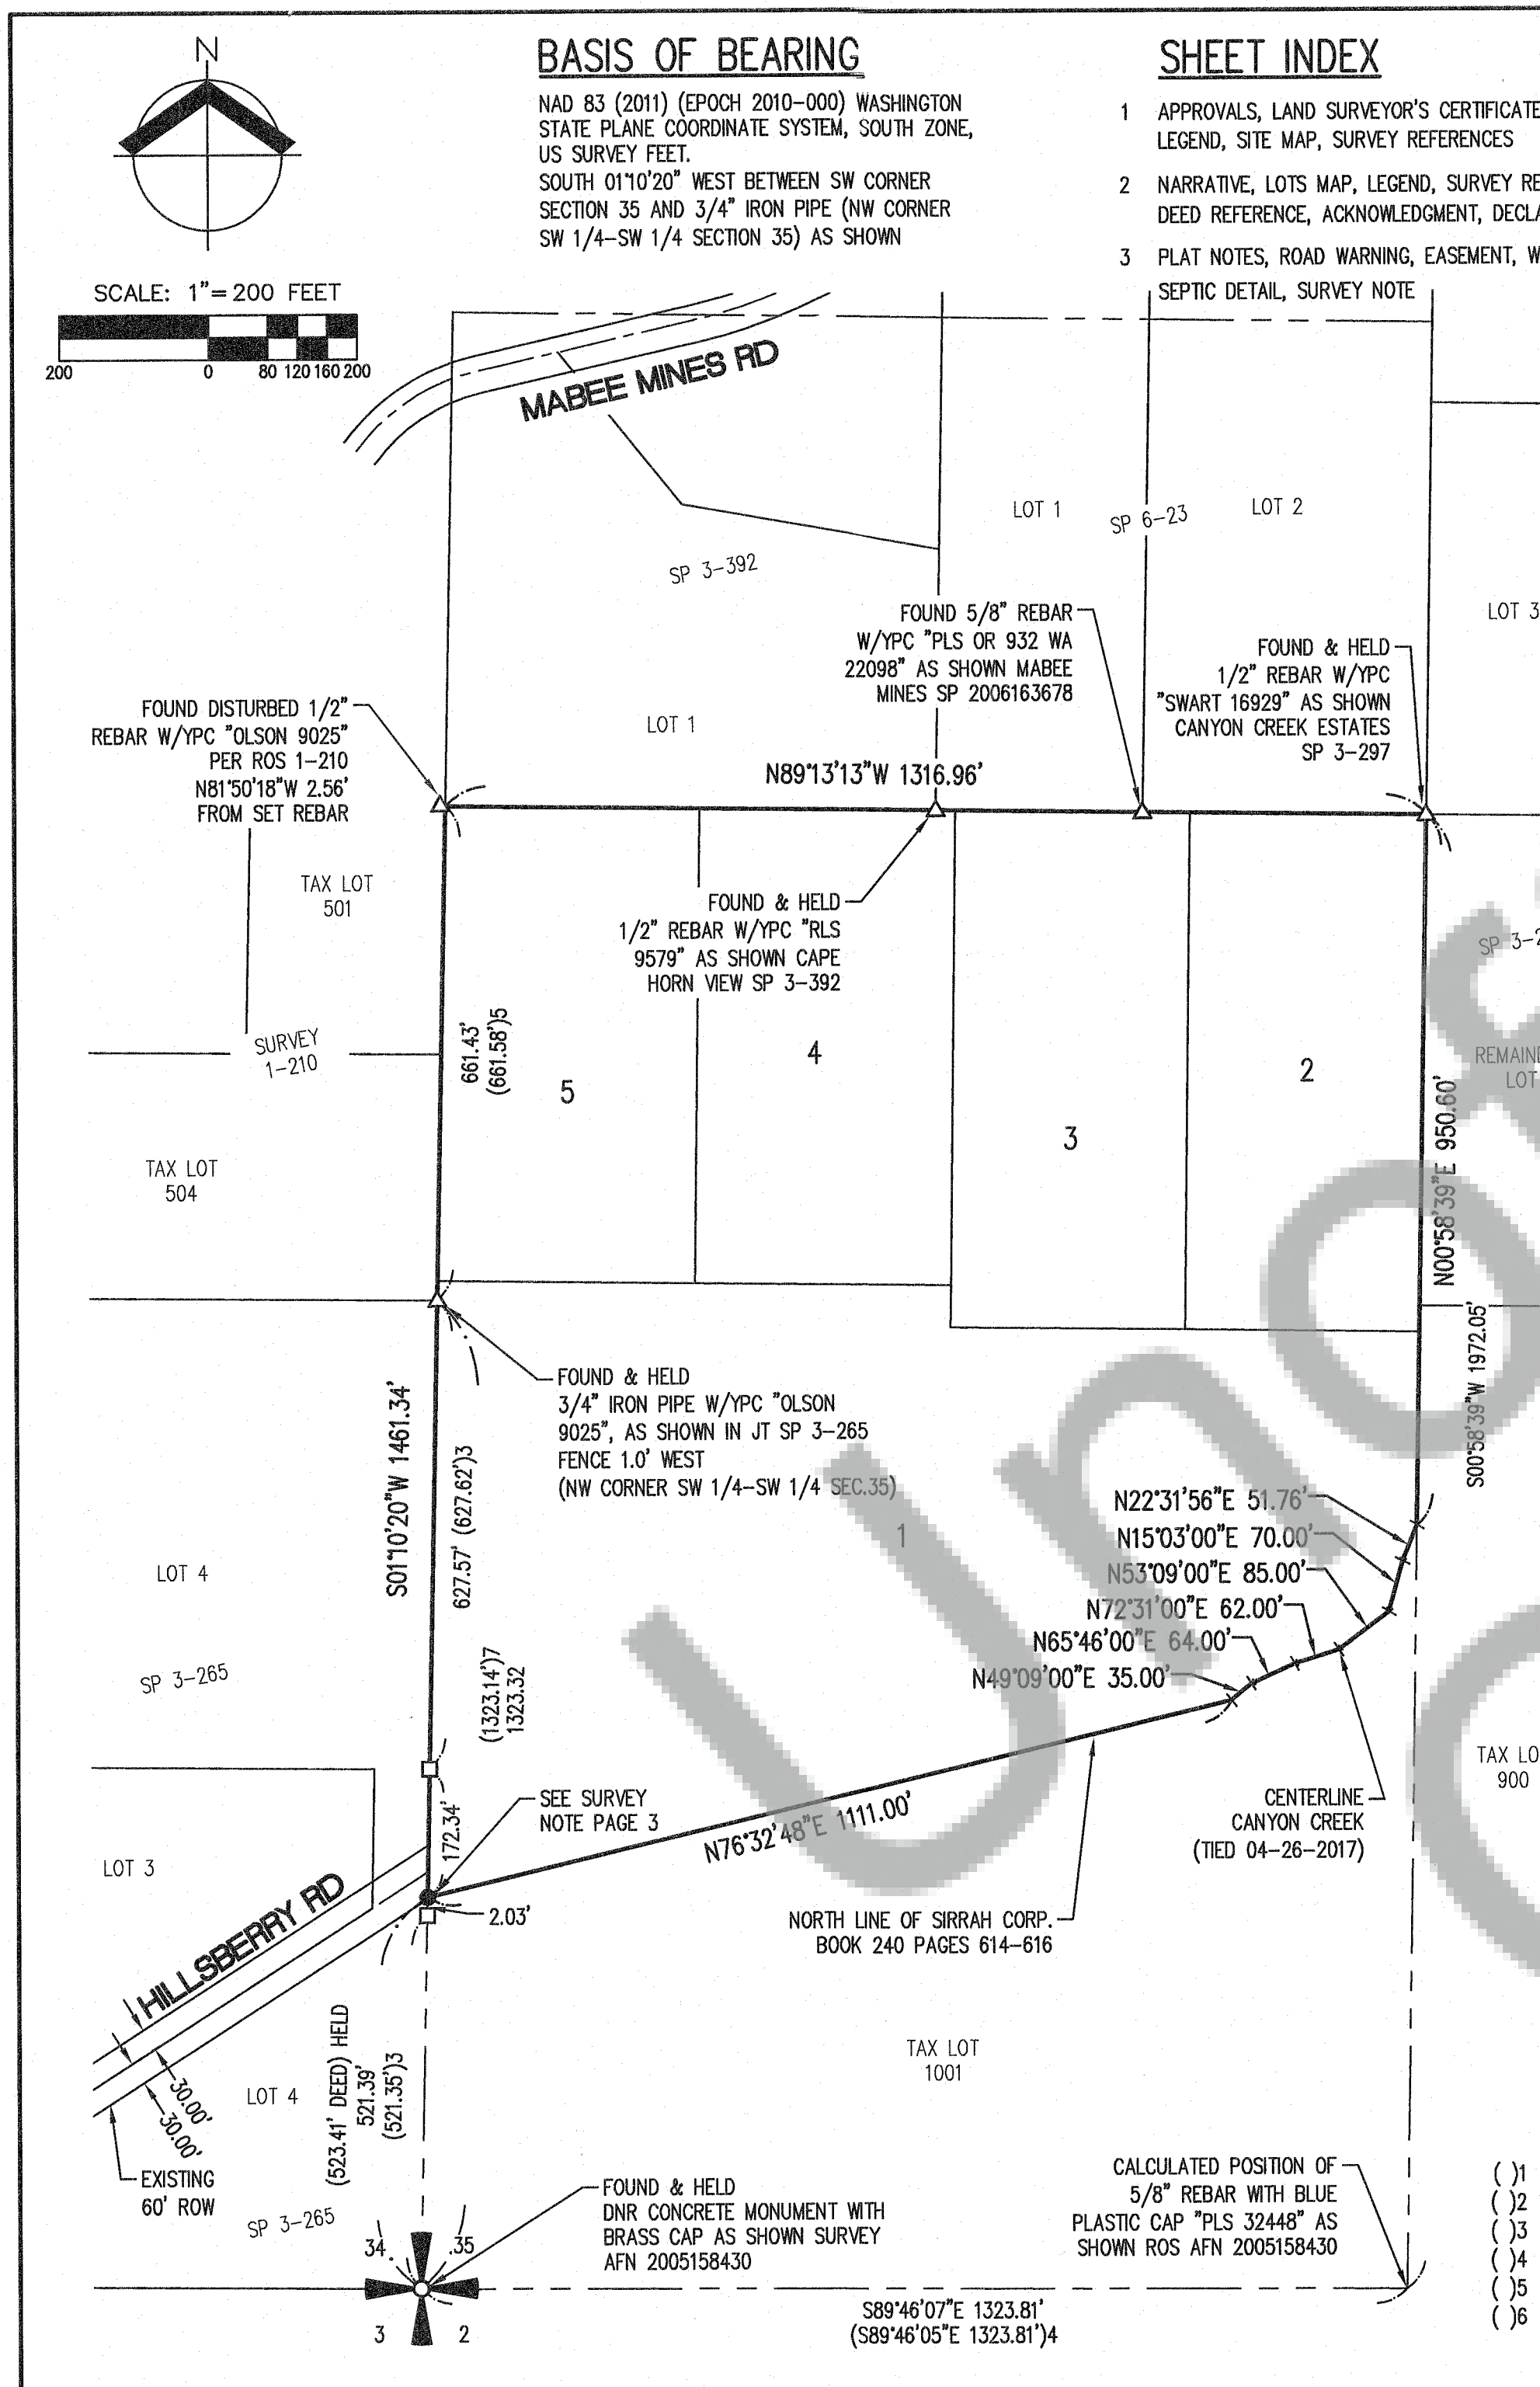 N
SCALE: 1"=200 FEET
200 0 80 120 160 200
BASIS OF BEARING
NAD 83 (2011) (EPOCH 2010-000) WASHINGTON
STATE PLANE COORDINATE SYSTEM, SOUTH ZONE,
US SURVEY FEET.
SOUTH 01°10'20" WEST BETWEEN SW CORNER
SECTION 35 AND 3/4" IRON PIPE (NW CORNER
SW 1/4-SW 1/4 SECTION 35) AS SHOWN
SHEET INDEX
1 APPROVALS, LAND SURVEYOR'S CERTIFICATE
LEGEND, SITE MAP, SURVEY REFERENCES
2 NARRATIVE, LOTS MAP, LEGEND, SURVEY RE
DEED REFERENCE, ACKNOWLEDGMENT, DECLA
3 PLAT NOTES, ROAD WARNING, EASEMENT, W
SEPTIC DETAIL, SURVEY NOTE
MABEE MINES RD
LOT 1
SP 6-23
LOT 2
SP 3-392
LOT 3
FOUND 5/8" REBAR
W/YPC "PLS OR 932 WA
22098" AS SHOWN MABEE
MINES SP 2006163678
FOUND & HELD
1/2" REBAR W/YPC
"SWART 16929" AS SHOWN
CANYON CREEK ESTATES
SP 3-297
FOUND DISTURBED 1/2"
REBAR W/YPC "OLSON 9025"
PER ROS 1-210
N81°50'18"W 2.56'
FROM SET REBAR
LOT 1
N89°13'13"W 1316.96'
TAX LOT
501
FOUND & HELD
1/2" REBAR W/YPC "RLS
9579" AS SHOWN CAPE
HORN VIEW SP 3-392
SP 3-2
SURVEY
1-210
661.43'
(661.58')5
5
4
3
2
REMAIN
LOT
N00°58'39"E 950.60'
TAX LOT
504
S00°58'39"W 1972.05'
FOUND & HELD
3/4" IRON PIPE W/YPC "OLSON
9025", AS SHOWN IN JT SP 3-265
FENCE 1.0' WEST
(NW CORNER SW 1/4-SW 1/4 SEC.35)
S01°10'20"W 1461.34'
627.57' (627.62')3
1
N22°31'56"E 51.76'
N15°03'00"E 70.00'
N53°09'00"E 85.00'
N72°31'00"E 62.00'
N65°46'00"E 64.00'
N49°09'00"E 35.00'
LOT 4
SP 3-265
(1323.14')7
1323.32
172.34'
SEE SURVEY
NOTE PAGE 3
N76°32'48"E 1111.00'
CENTERLINE
CANYON CREEK
(TIED 04-26-2017)
TAX LO
900
LOT 3
HILLSBERRY RD
2.03'
NORTH LINE OF SIRRAH CORP.
BOOK 240 PAGES 614-616
TAX LOT
1001
30.00'
30.00'
LOT 4
(523.41' DEED) HELD
521.39'
(521.35')3
EXISTING
60' ROW
SP 3-265
FOUND & HELD
DNR CONCRETE MONUMENT WITH
BRASS CAP AS SHOWN SURVEY
AFN 2005158430
CALCULATED POSITION OF
5/8" REBAR WITH BLUE
PLASTIC CAP "PLS 32448" AS
SHOWN ROS AFN 2005158430
( )1
( )2
( )3
( )4
( )5
( )6
34 35
3 2
S89°46'07"E 1323.81'
(S89°46'05"E 1323.81')4